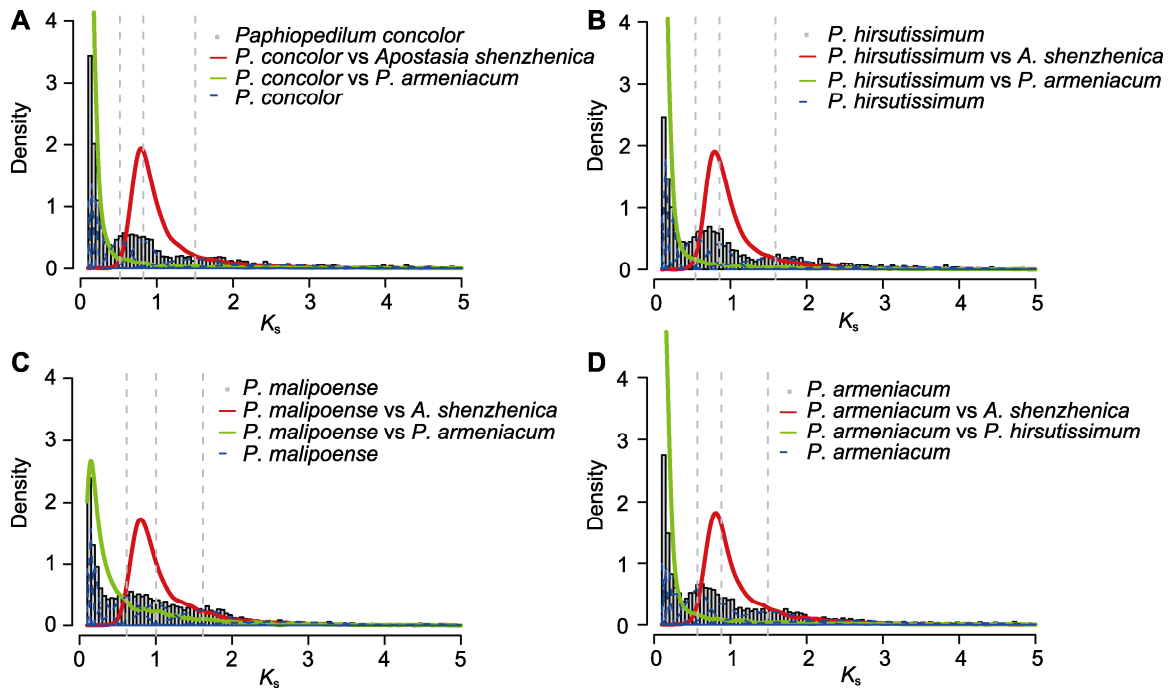 A
4
3
2
1
0
Density
0 1 2 3 4 5
Ks
Paphiopedilum concolor
P. concolor vs Apostasia shenzhenica
P. concolor vs P. armeniacum
P. concolor
B
4
3
2
1
0
Density
0 1 2 3 4 5
Ks
P. hirsutissimum
P. hirsutissimum vs A. shenzhenica
P. hirsutissimum vs P. armeniacum
P. hirsutissimum
C
4
3
2
1
0
Density
0 1 2 3 4 5
Ks
P. malipoense
P. malipoense vs A. shenzhenica
P. malipoense vs P. armeniacum
P. malipoense
D
4
3
2
1
0
Density
0 1 2 3 4 5
Ks
P. armeniacum
P. armeniacum vs A. shenzhenica
P. armeniacum vs P. hirsutissimum
P. armeniacum